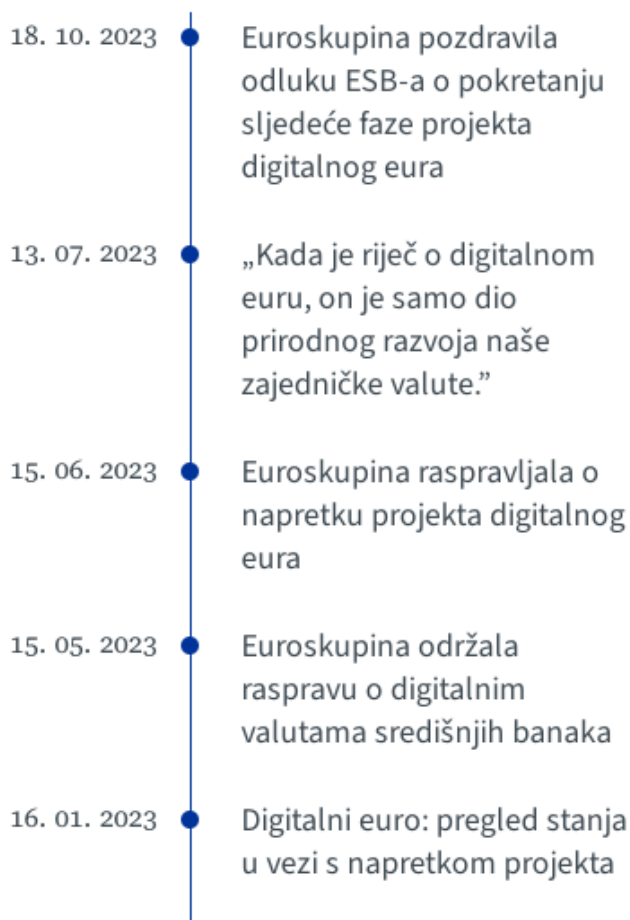 18. 10. 2023 Euroskupina pozdravila
odluku ESB-a o pokretanju
sljedeće faze projekta
digitalnog eura
13. 07. 2023 „Kada je riječ o digitalnom
euru, on je samo dio
prirodnog razvoja naše
zajedničke valute.”
15. 06. 2023 Euroskupina raspravljala o
napretku projekta digitalnog
eura
15. 05. 2023 Euroskupina održala
raspravu o digitalnim
valutama središnjih banaka
16. 01. 2023 Digitalni euro: pregled stanja
u vezi s napretkom projekta